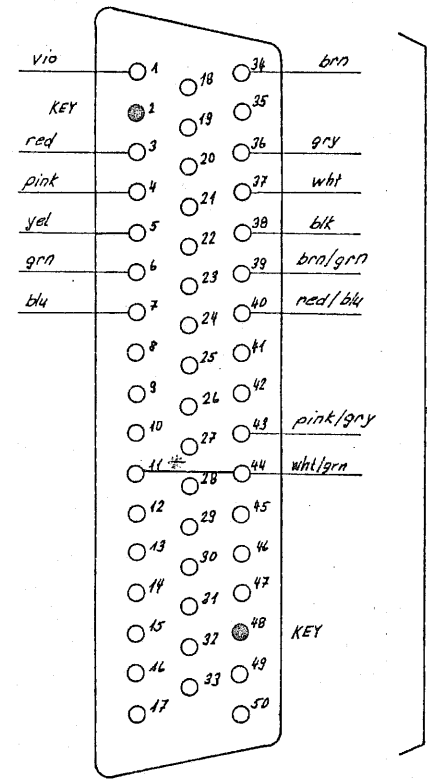 vio 1 18 34 brn
KEY 2 19 35
red 3 20 36 gry
pink 4 21 37 wht
yel 5 22 38 blk
grn 6 23 39 brn/grn
blu 7 24 40 red/blu
8 25 41
9 26 42
10 27 43 pink/gry
11 * 28 44 wht/grn
12 29 45
13 30 46
14 31 47
15 32 48 KEY
16 33 49
17 50